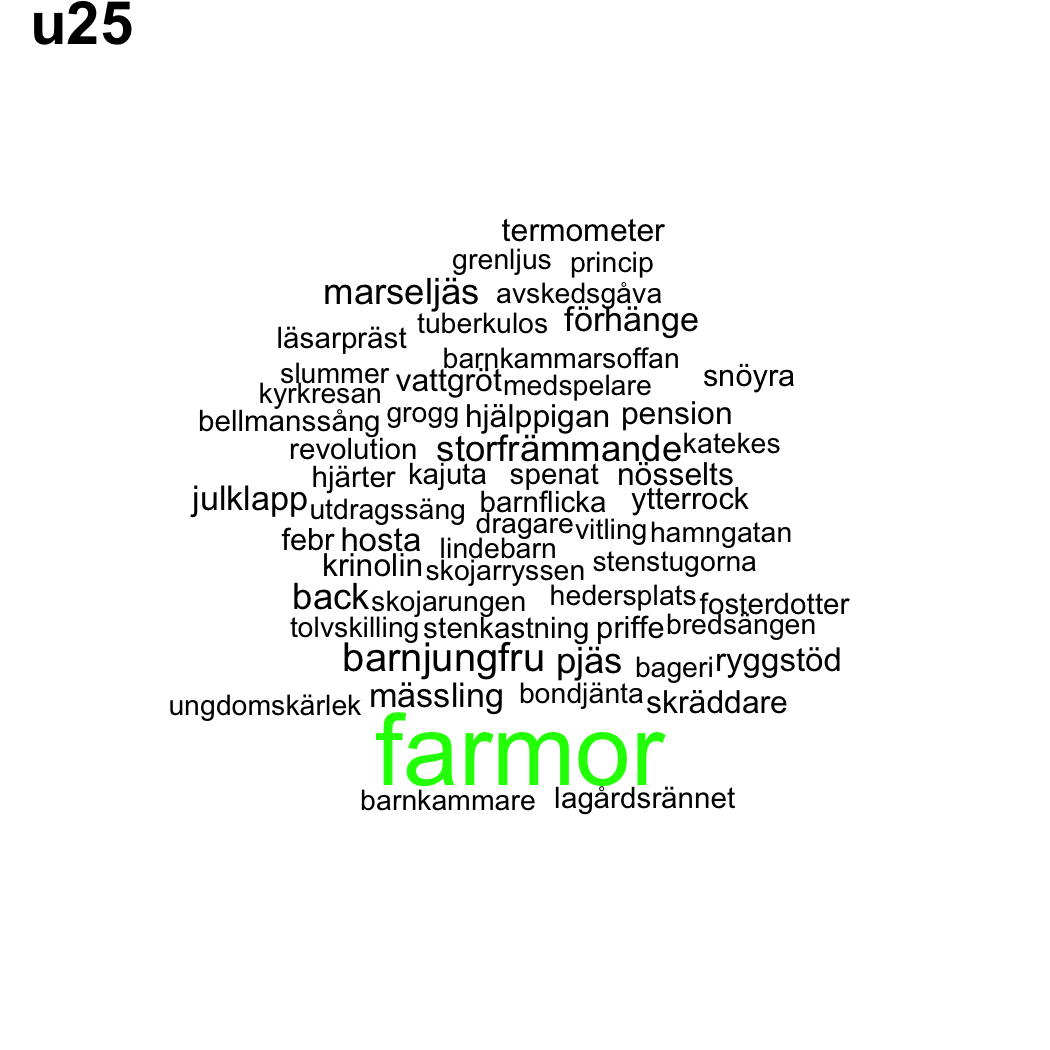 u25
termometer
grenljus princip
marseljäs avskedsgåva
tuberkulos förhänge
läsarpräst
barnkammarsoffan
slummer vattgröt medspelare snöyra
kyrkresan
bellmanssång grogg hjälppigan pension
revolution storfrämmande katekes
hjärter kajuta spenat nösselts
julklapp utdragssäng barnflicka ytterrock
dragare vitling hamngatan
febr hosta lindebarn
krinolin skojarryssen stenstugorna
back skojarungen hedersplats fosterdotter
tolvskilling stenkastning priffe bredsängen
barnjungfru pjäs bageri ryggstöd
ungdomskärlek mässling bondjänta skräddare
farmor
barnkammare lagårdsrännet